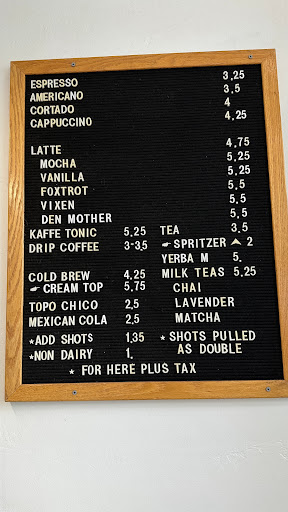 ESPRESSO 3.25
AMERICANO 3.5
CORTADO 4
CAPPUCCINO 4.25
LATTE 4.75
MOCHA 5.25
VANILLA 5.25
FOXTROT 5.5
VIXEN 5.5
DEN MOTHER 5.5
KAFFE TONIC 5.25 TEA 3.5
DRIP COFFEE 3-3.5 ☛ SPRITZER ▲ 2
YERBA M 5.
COLD BREW 4.25 MILK TEAS 5.25
☛ CREAM TOP 5.75 CHAI
TOPO CHICO 2.5 LAVENDER
MEXICAN COLA 2.5 MATCHA
*ADD SHOTS 1.35 * SHOTS PULLED
*NON DAIRY 1. AS DOUBLE
* FOR HERE PLUS TAX